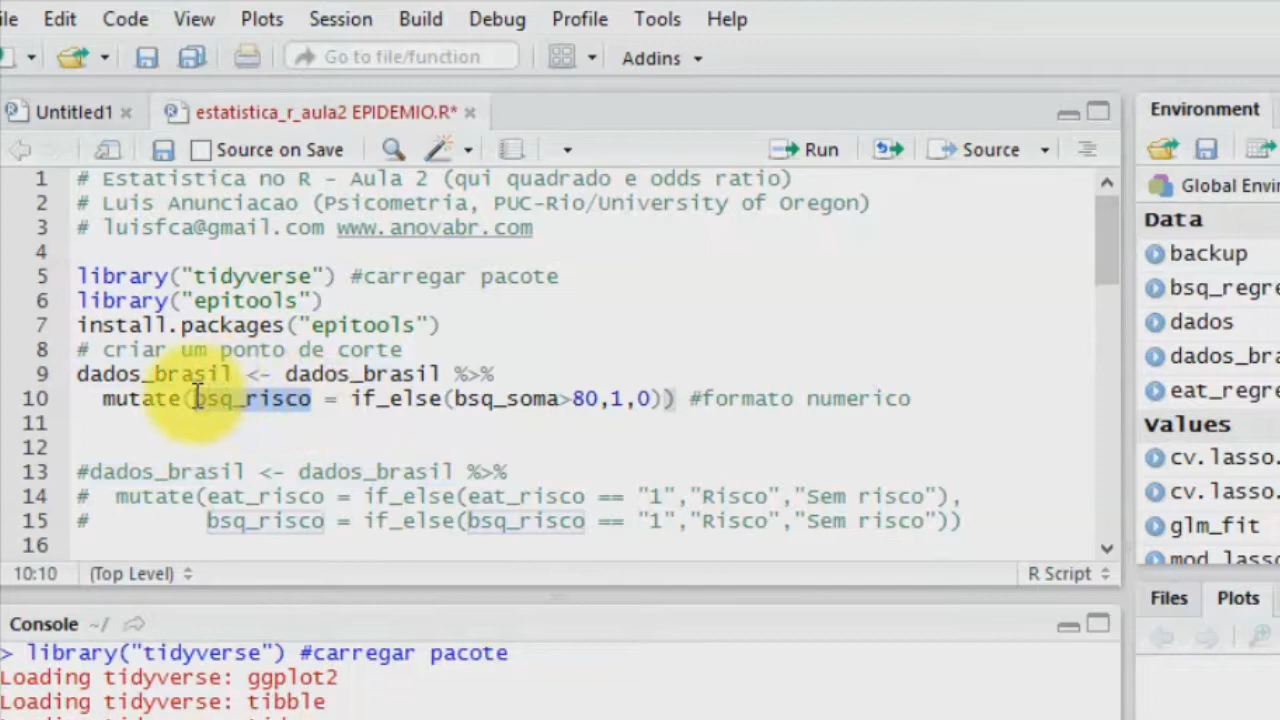 Edit Code View Plots Session Build Debug Profile Tools Help
Go to file/function Addins
Untitled1 estatistica_r_aula2 EPIDEMIO.R*
Source on Save Run Source
1 # Estatistica no R - Aula 2 (qui quadrado e odds ratio)
2 # Luis Anunciacao (Psicometria, PUC-Rio/University of Oregon)
3 # luisfca@gmail.com www.anovabr.com
4
5 library("tidyverse") #carregar pacote
6 library("epitools")
7 install.packages("epitools")
8 # criar um ponto de corte
9 dados_brasil <- dados_brasil %>%
10 mutate(bsq_risco = if_else(bsq_soma>80,1,0)) #formato numerico
11
12
13 #dados_brasil <- dados_brasil %>%
14 # mutate(eat_risco = if_else(eat_risco == "1","Risco","Sem risco"),
15 # bsq_risco = if_else(bsq_risco == "1","Risco","Sem risco"))
16
10:10 (Top Level) R Script
Console ~/
> library("tidyverse") #carregar pacote
Loading tidyverse: ggplot2
Loading tidyverse: tibble
Environment
Global Envi
Data
backup
bsq_regre
dados
dados_bra
eat_regre
Values
cv.lasso.
cv.lasso.
glm_fit
mod_lasso
Files Plots